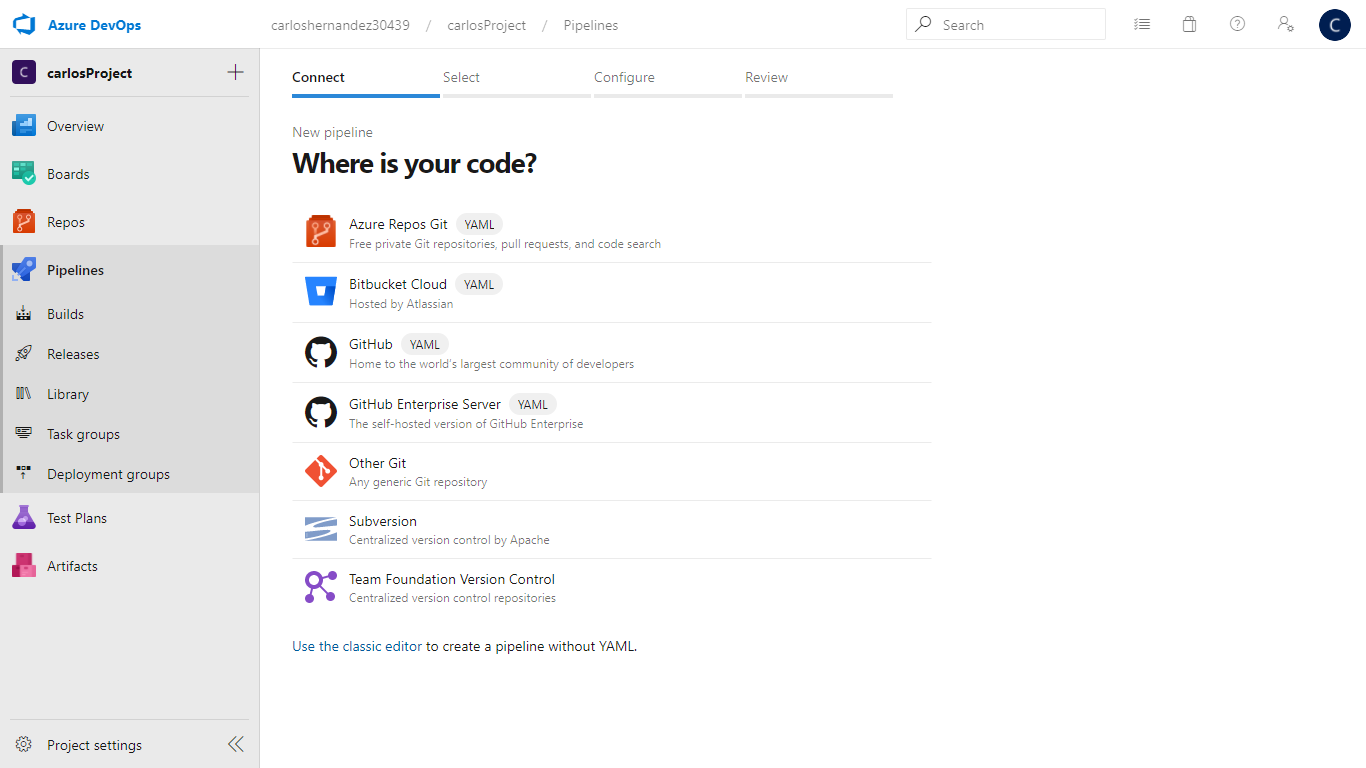 Azure DevOps
carloshernandez30439 / carlosProject / Pipelines
Search
C
C
carlosProject
Overview
Boards
Repos
Pipelines
Builds
Releases
Library
Task groups
Deployment groups
Test Plans
Artifacts
Project settings
Connect
Select
Configure
Review
New pipeline
Where is your code?
Azure Repos Git YAML
Free private Git repositories, pull requests, and code search
Bitbucket Cloud YAML
Hosted by Atlassian
GitHub YAML
Home to the world's largest community of developers
GitHub Enterprise Server YAML
The self-hosted version of GitHub Enterprise
Other Git
Any generic Git repository
Subversion
Centralized version control by Apache
Team Foundation Version Control
Centralized version control repositories
Use the classic editor to create a pipeline without YAML.